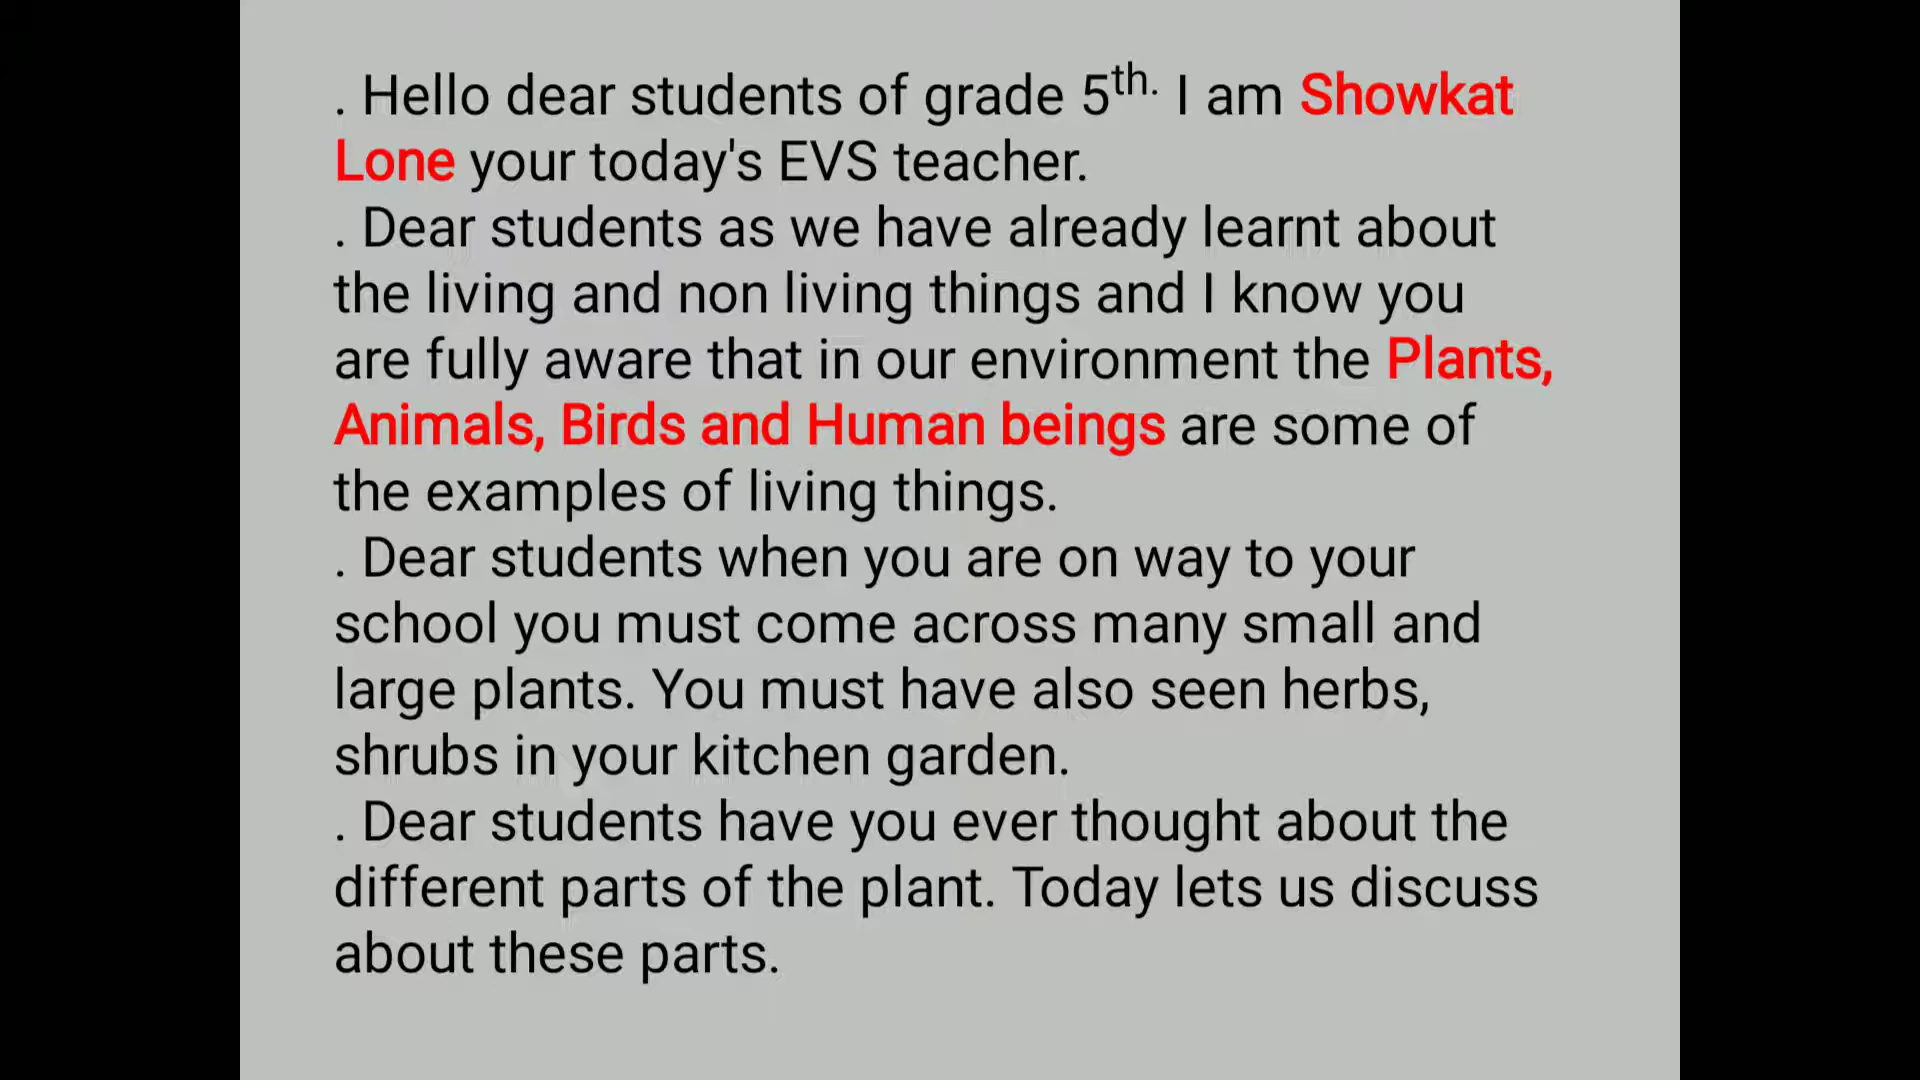 . Hello dear students of grade 5th. I am Showkat
Lone your today's EVS teacher.
. Dear students as we have already learnt about
the living and non living things and I know you
are fully aware that in our environment the Plants,
Animals, Birds and Human beings are some of
the examples of living things.
. Dear students when you are on way to your
school you must come across many small and
large plants. You must have also seen herbs,
shrubs in your kitchen garden.
. Dear students have you ever thought about the
different parts of the plant. Today lets us discuss
about these parts.